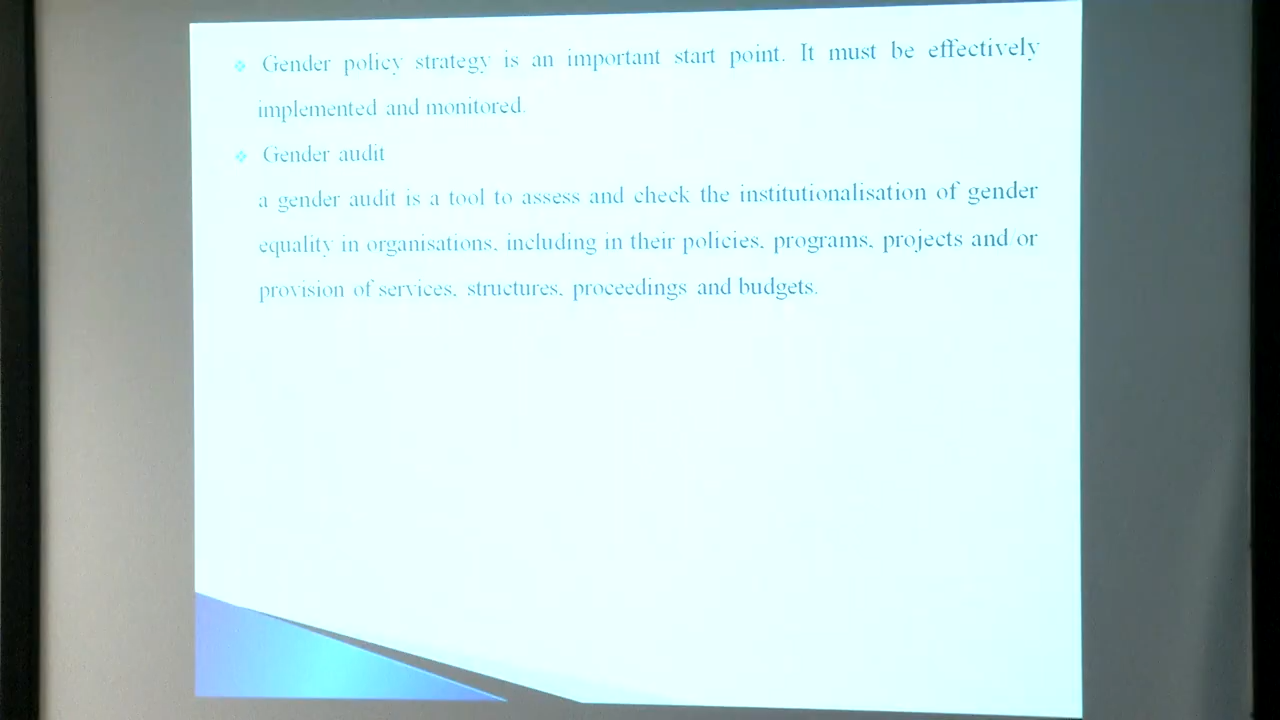 Gender policy strategy is an important start point. It must be effectively
implemented and monitored.
Gender audit
a gender audit is a tool to assess and check the institutionalisation of gender
equality in organisations, including in their policies, programs, projects and/or
provision of services, structures, proceedings and budgets.